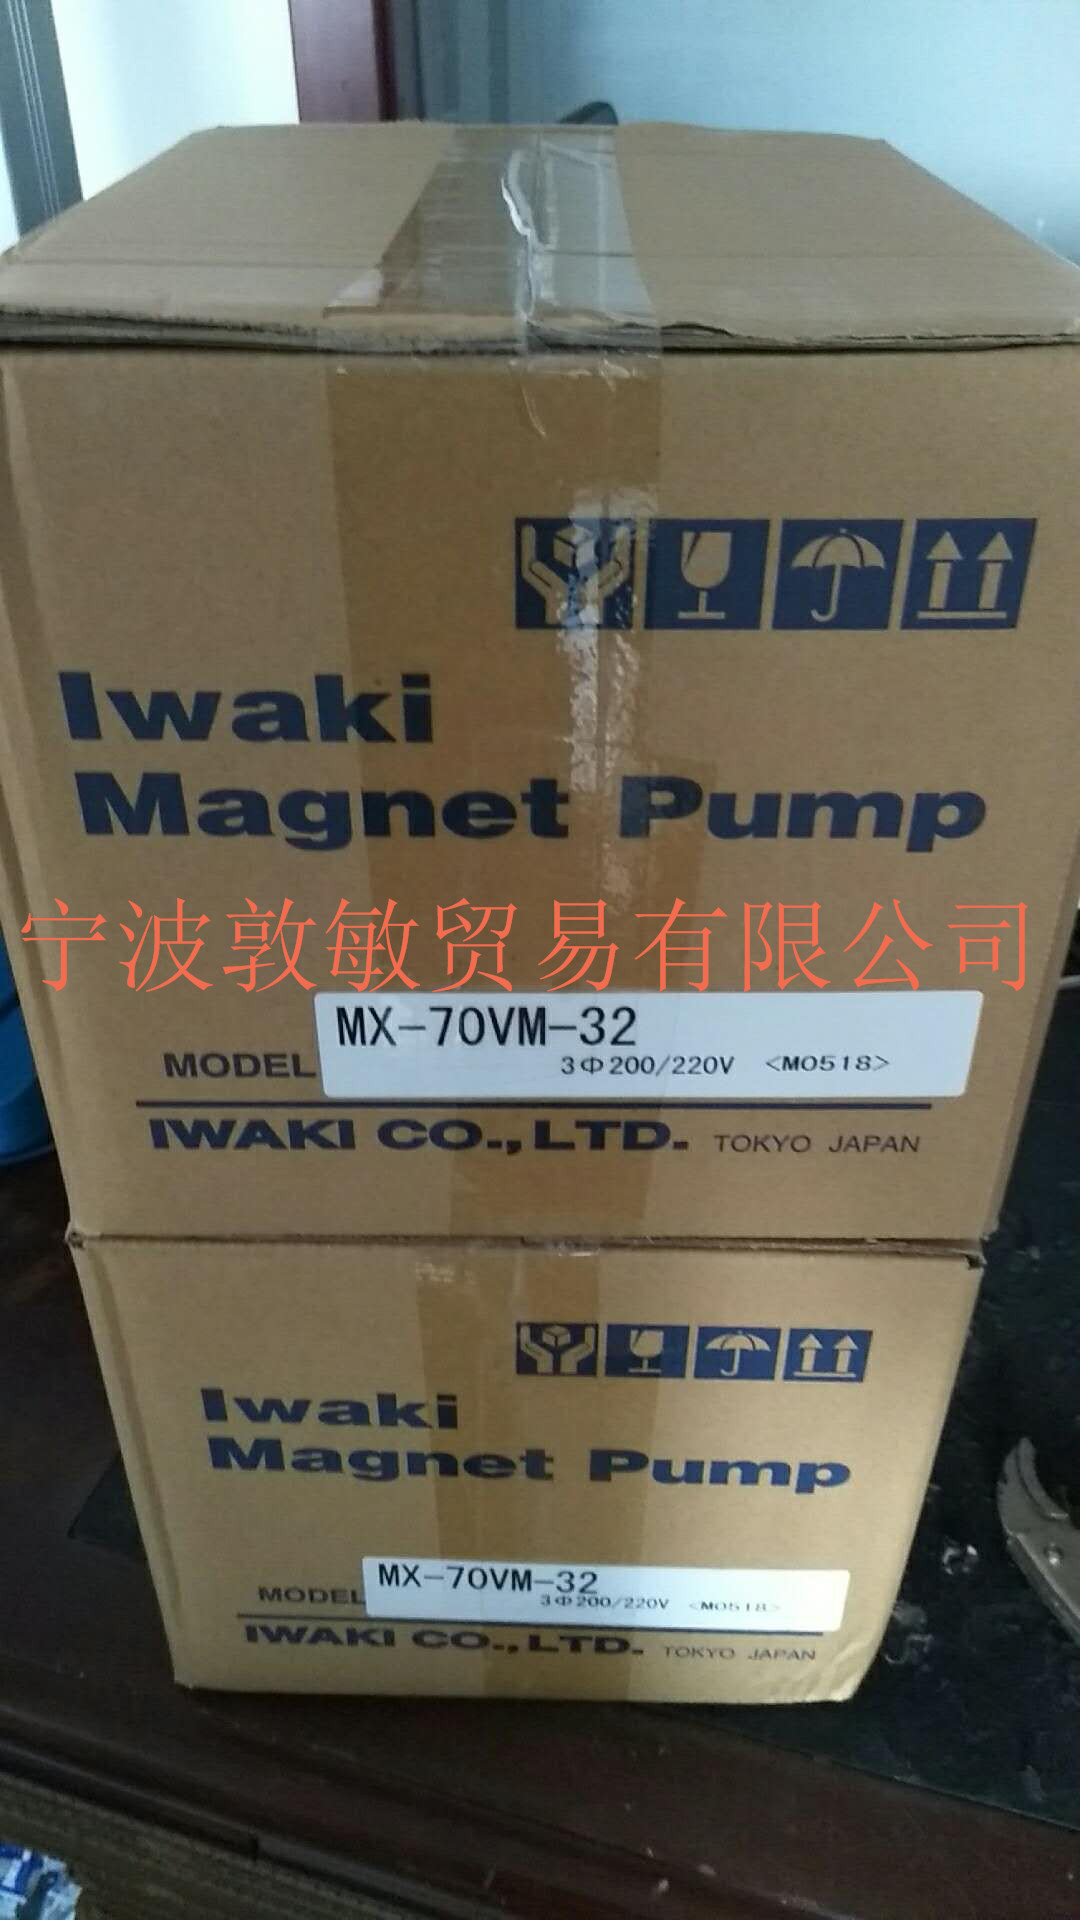 Iwaki
Magnet Pump
宁波敦敏贸易有限公司
MX-70VM-32
MODEL 3Φ200/220V <M0518>
IWAKI CO.,LTD. TOKYO JAPAN
Iwaki
Magnet Pump
MX-70VM-32
MODEL 3Φ200/220V <M0518>
IWAKI CO.,LTD. TOKYO JAPAN